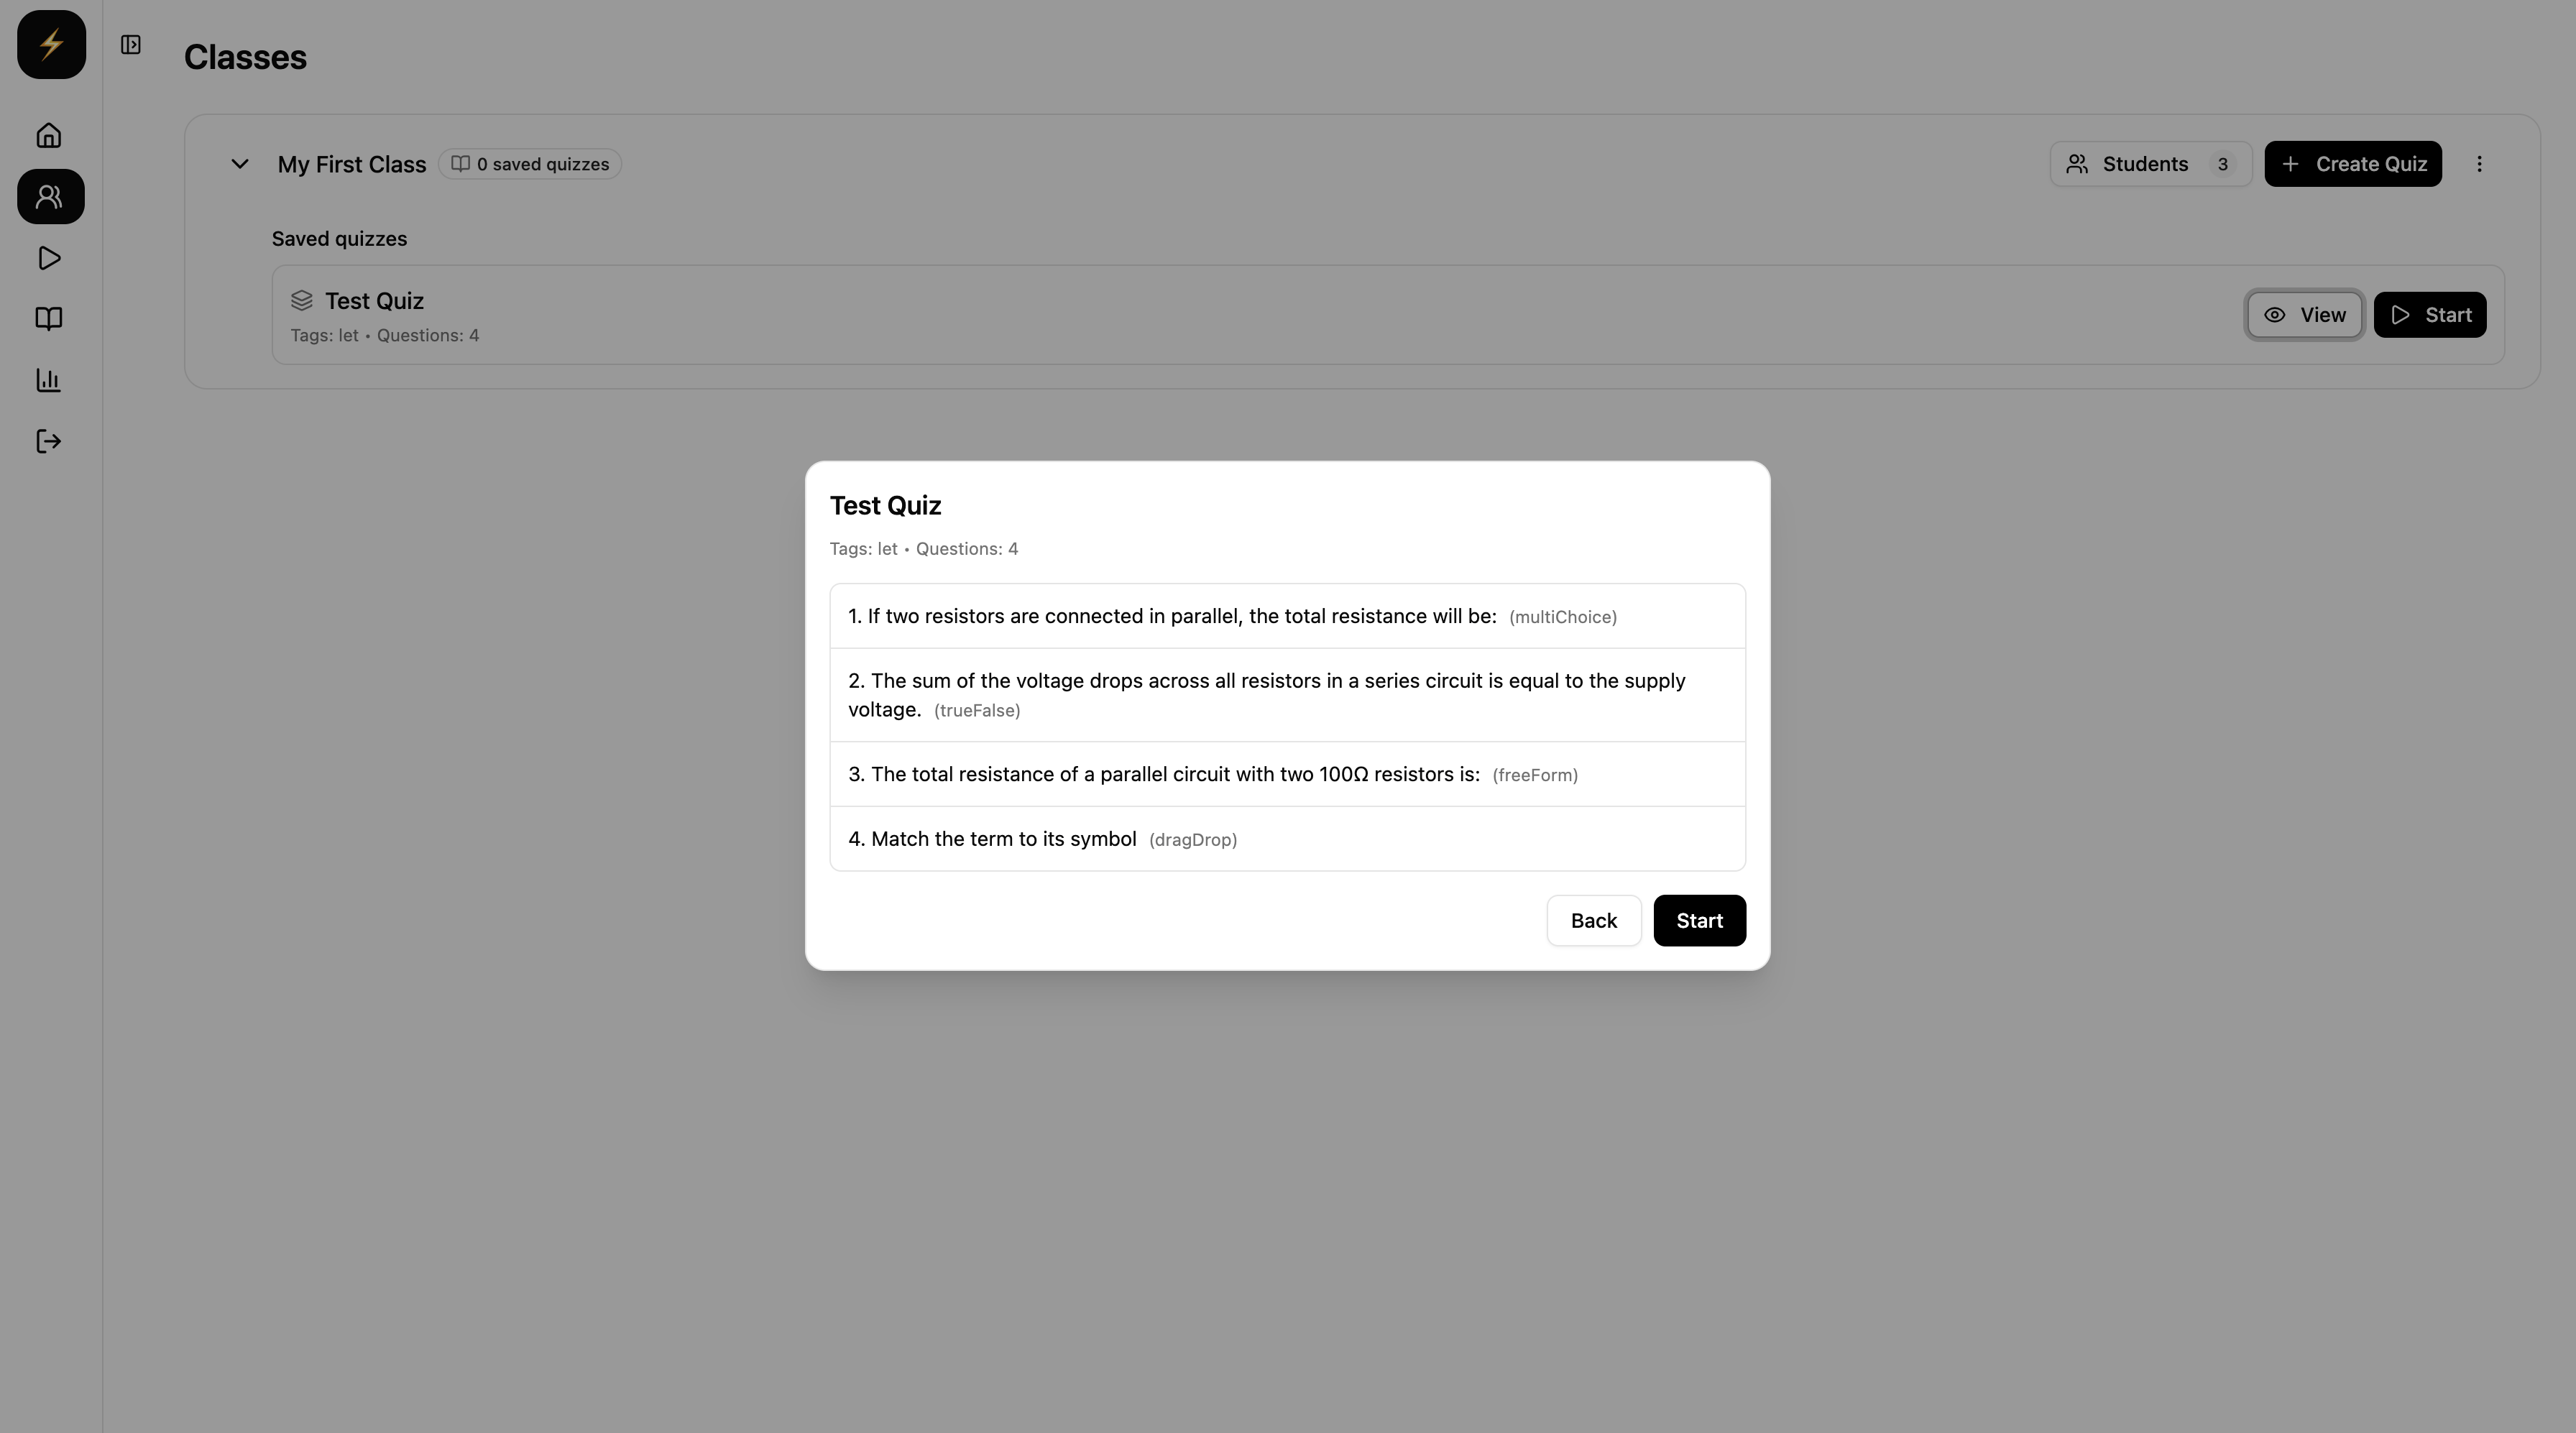 Classes
My First Class
0 saved quizzes
Students 3
Create Quiz
Saved quizzes
Test Quiz
Tags: let • Questions: 4
View
Start
Test Quiz
Tags: let • Questions: 4
1. If two resistors are connected in parallel, the total resistance will be: (multiChoice)
2. The sum of the voltage drops across all resistors in a series circuit is equal to the supply
voltage. (trueFalse)
3. The total resistance of a parallel circuit with two 100Ω resistors is: (freeForm)
4. Match the term to its symbol (dragDrop)
Back
Start